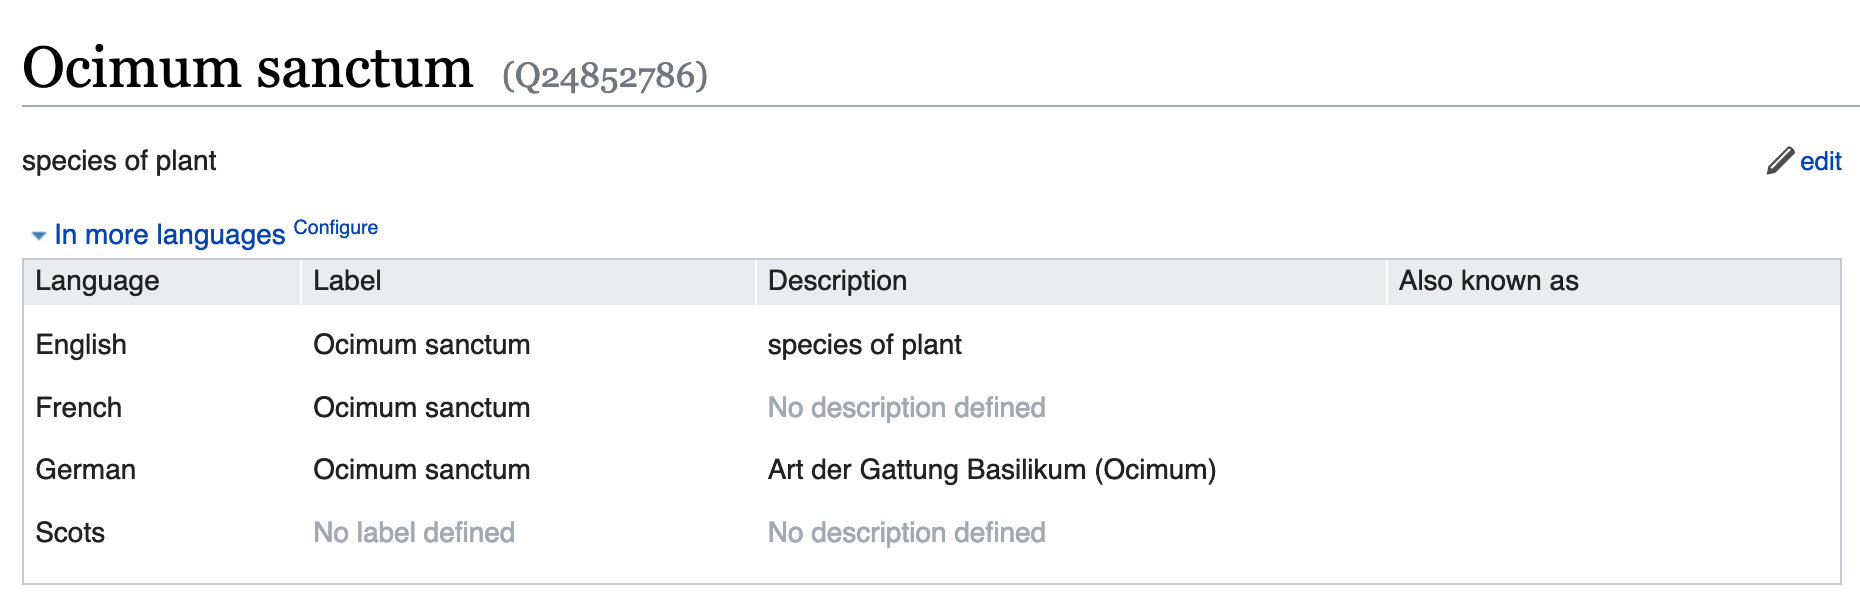 Ocimum sanctum (Q24852786)
species of plant
edit
In more languages Configure
Language Label Description Also known as
English Ocimum sanctum species of plant
French Ocimum sanctum No description defined
German Ocimum sanctum Art der Gattung Basilikum (Ocimum)
Scots No label defined No description defined